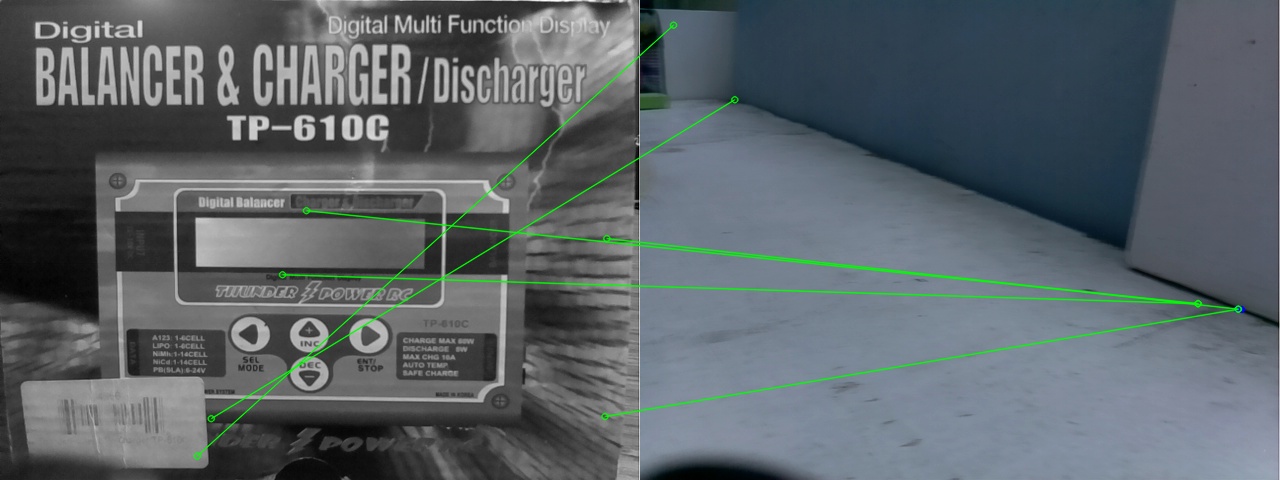 Digital
Digital Multi Function Display
BALANCER & CHARGER /Discharger
TP-610C
Digital Balancer
THUNDER POWER RC
TP-610C
A123: 1-6CELL
LIPO: 1-6CELL
NiMh:1-14CELL
NiCd:1-14CELL
PB(SLA):6-24V
SEL
MODE
INC
DEC
ENT/
STOP
CHARGE MAX 60W
DISCHARGE
MAX CHG 10A
AUTO TEMP
SAFE CHARGE
MADE IN KOREA
POWER